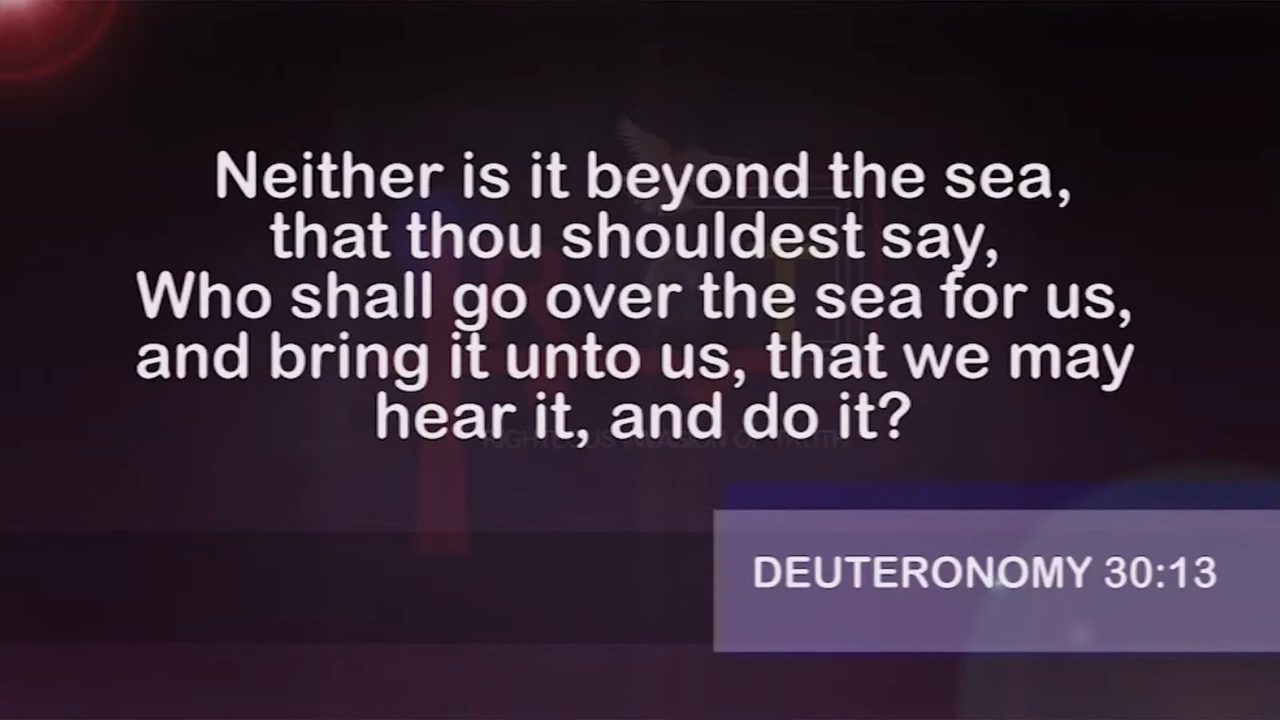 Neither is it beyond the sea,
that thou shouldest say,
Who shall go over the sea for us,
and bring it unto us, that we may
hear it, and do it?
DEUTERONOMY 30:13